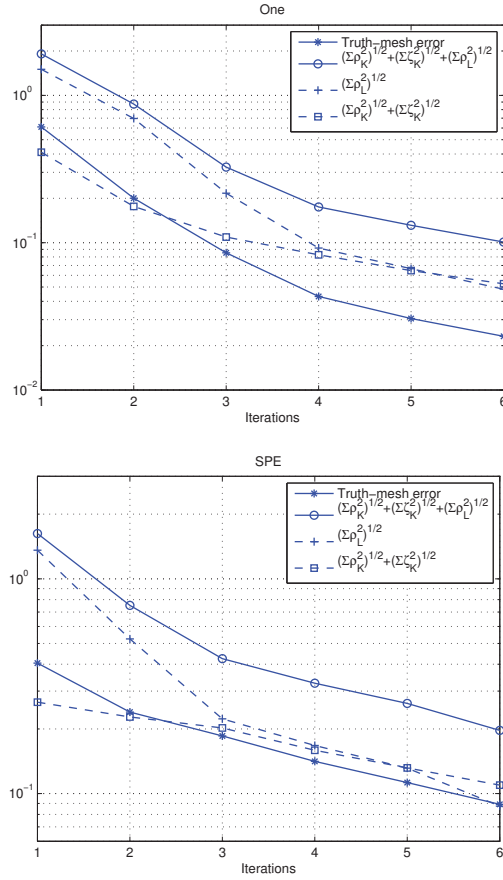 One
Truth−mesh error
(Σρ_K^2)^{1/2}+(Σζ_K^2)^{1/2}+(Σρ_L^2)^{1/2}
(Σρ_L^2)^{1/2}
(Σρ_K^2)^{1/2}+(Σζ_K^2)^{1/2}
10^0
10^{−1}
10^{−2}
1 2 3 4 5 6
Iterations
SPE
Truth−mesh error
(Σρ_K^2)^{1/2}+(Σζ_K^2)^{1/2}+(Σρ_L^2)^{1/2}
(Σρ_L^2)^{1/2}
(Σρ_K^2)^{1/2}+(Σζ_K^2)^{1/2}
10^0
10^{−1}
1 2 3 4 5 6
Iterations